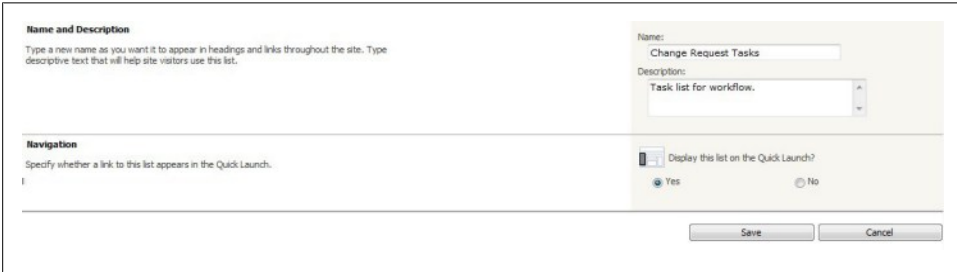 Name and Description
Type a new name as you want it to appear in headings and links throughout the site. Type
descriptive text that will help site visitors use this list.
Name:
Change Request Tasks
Description:
Task list for workflow.
Navigation
Specify whether a link to this list appears in the Quick Launch.
Display this list on the Quick Launch?
Yes
No
Save
Cancel